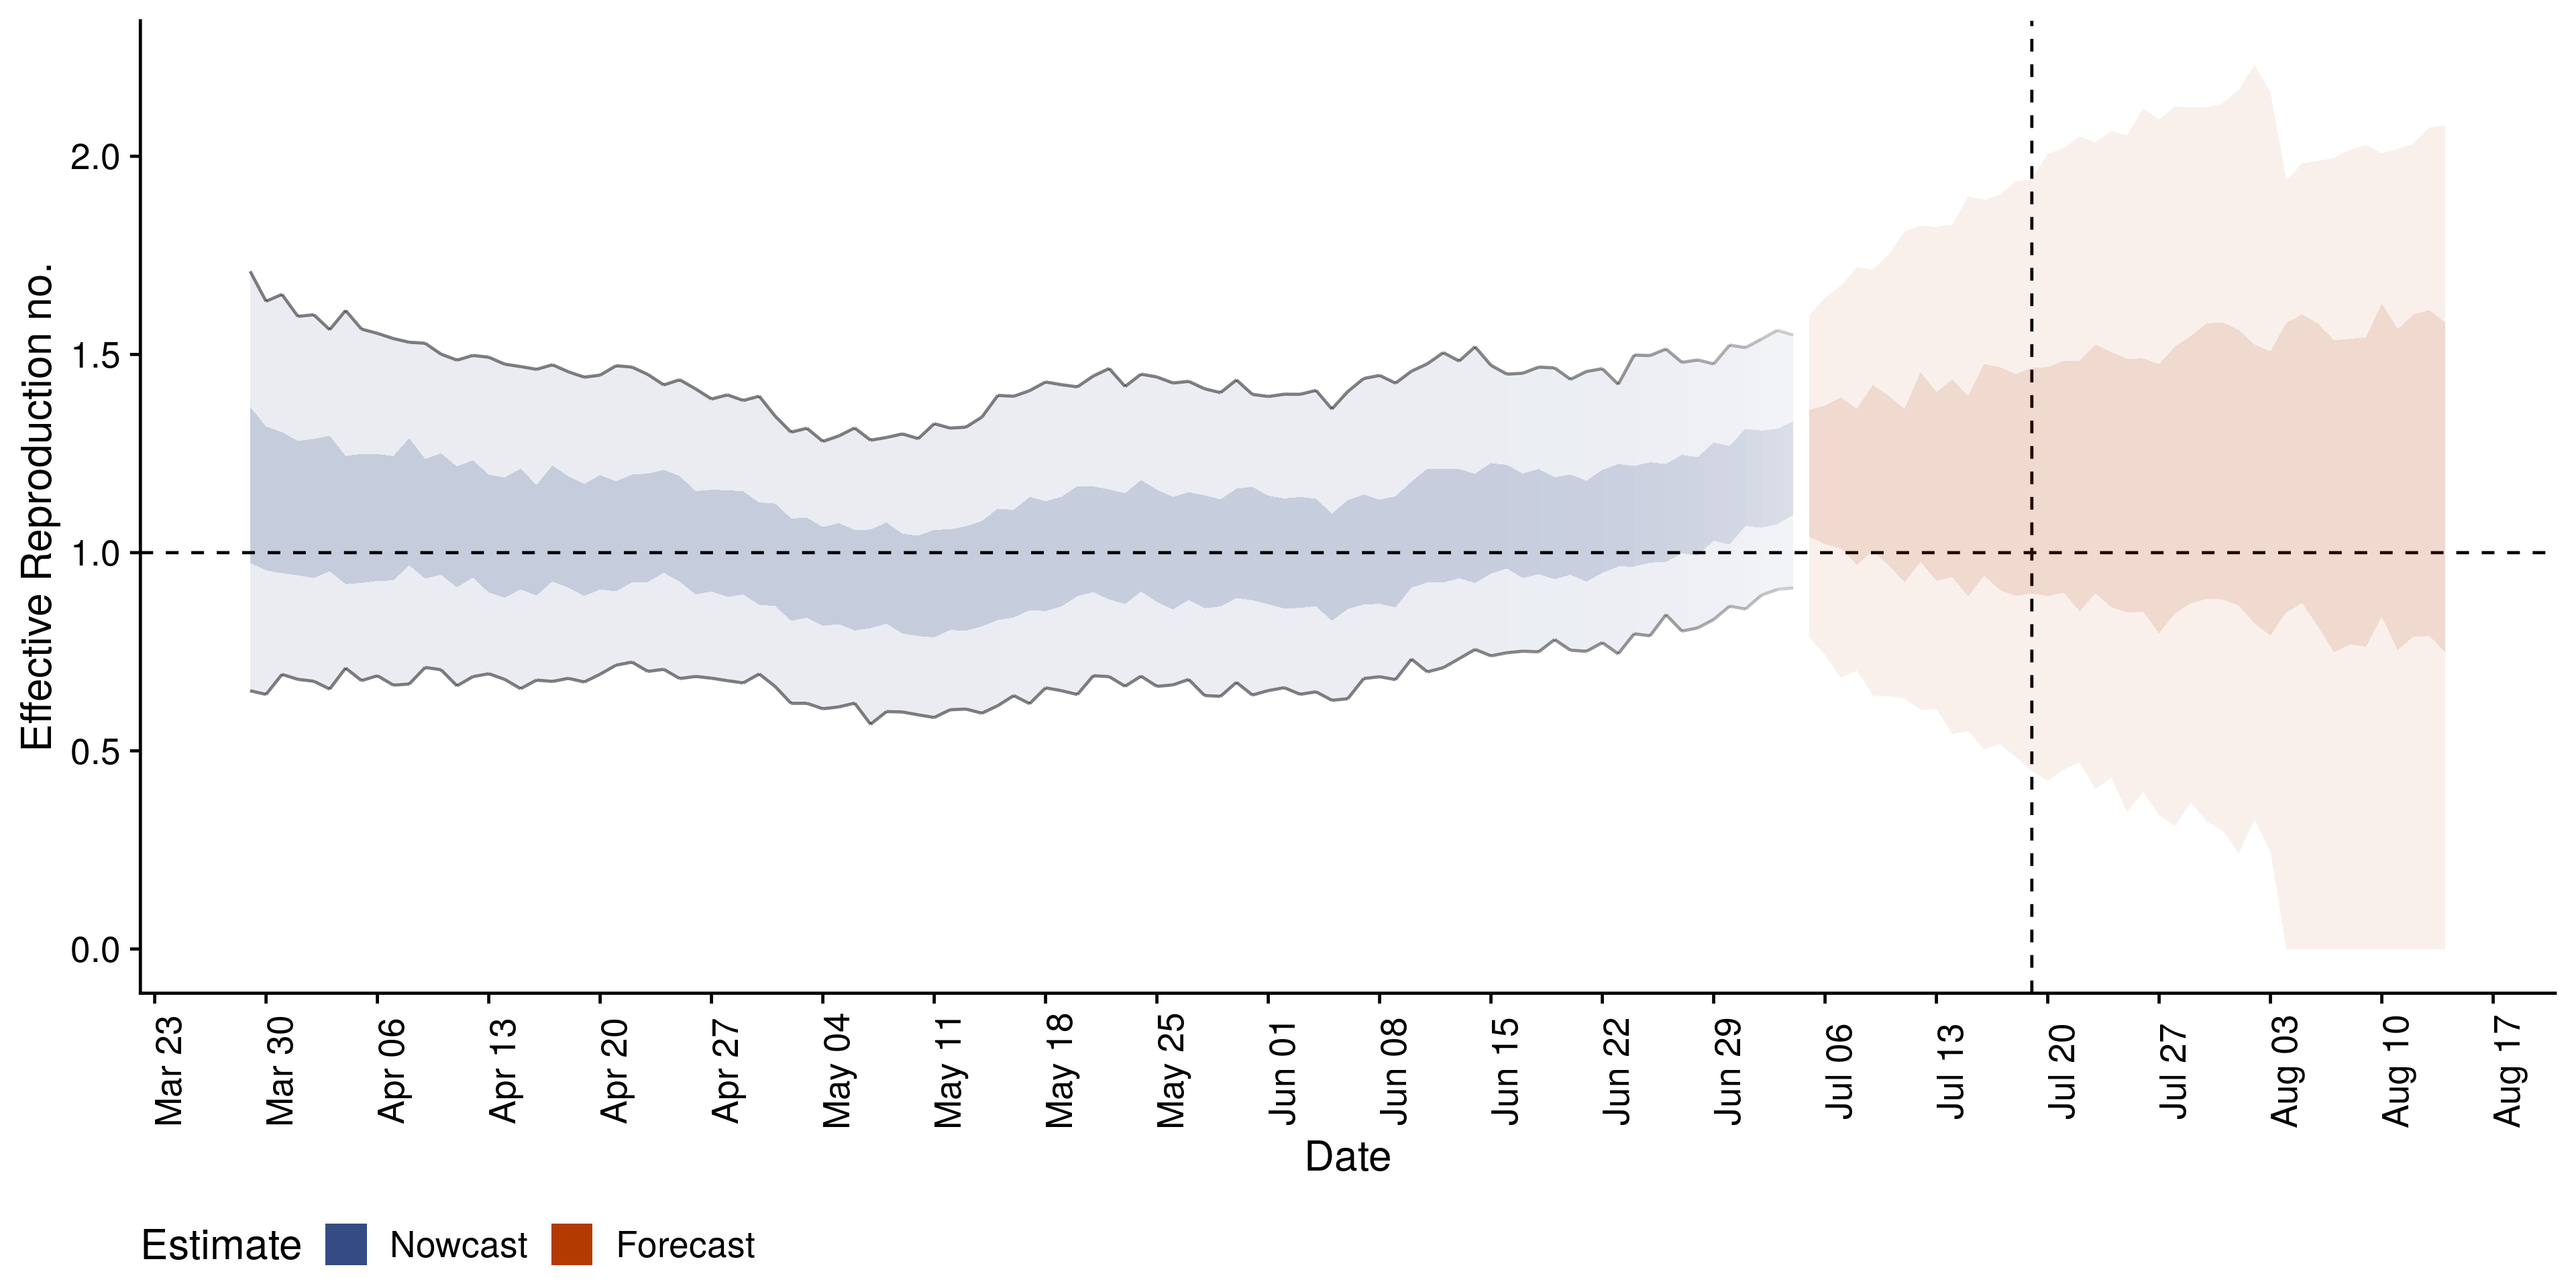 Effective Reproduction no.
2.0
1.5
1.0
0.5
0.0
Mar 23
Mar 30
Apr 06
Apr 13
Apr 20
Apr 27
May 04
May 11
May 18
May 25
Jun 01
Jun 08
Jun 15
Jun 22
Jun 29
Jul 06
Jul 13
Jul 20
Jul 27
Aug 03
Aug 10
Aug 17
Date
Estimate Nowcast Forecast